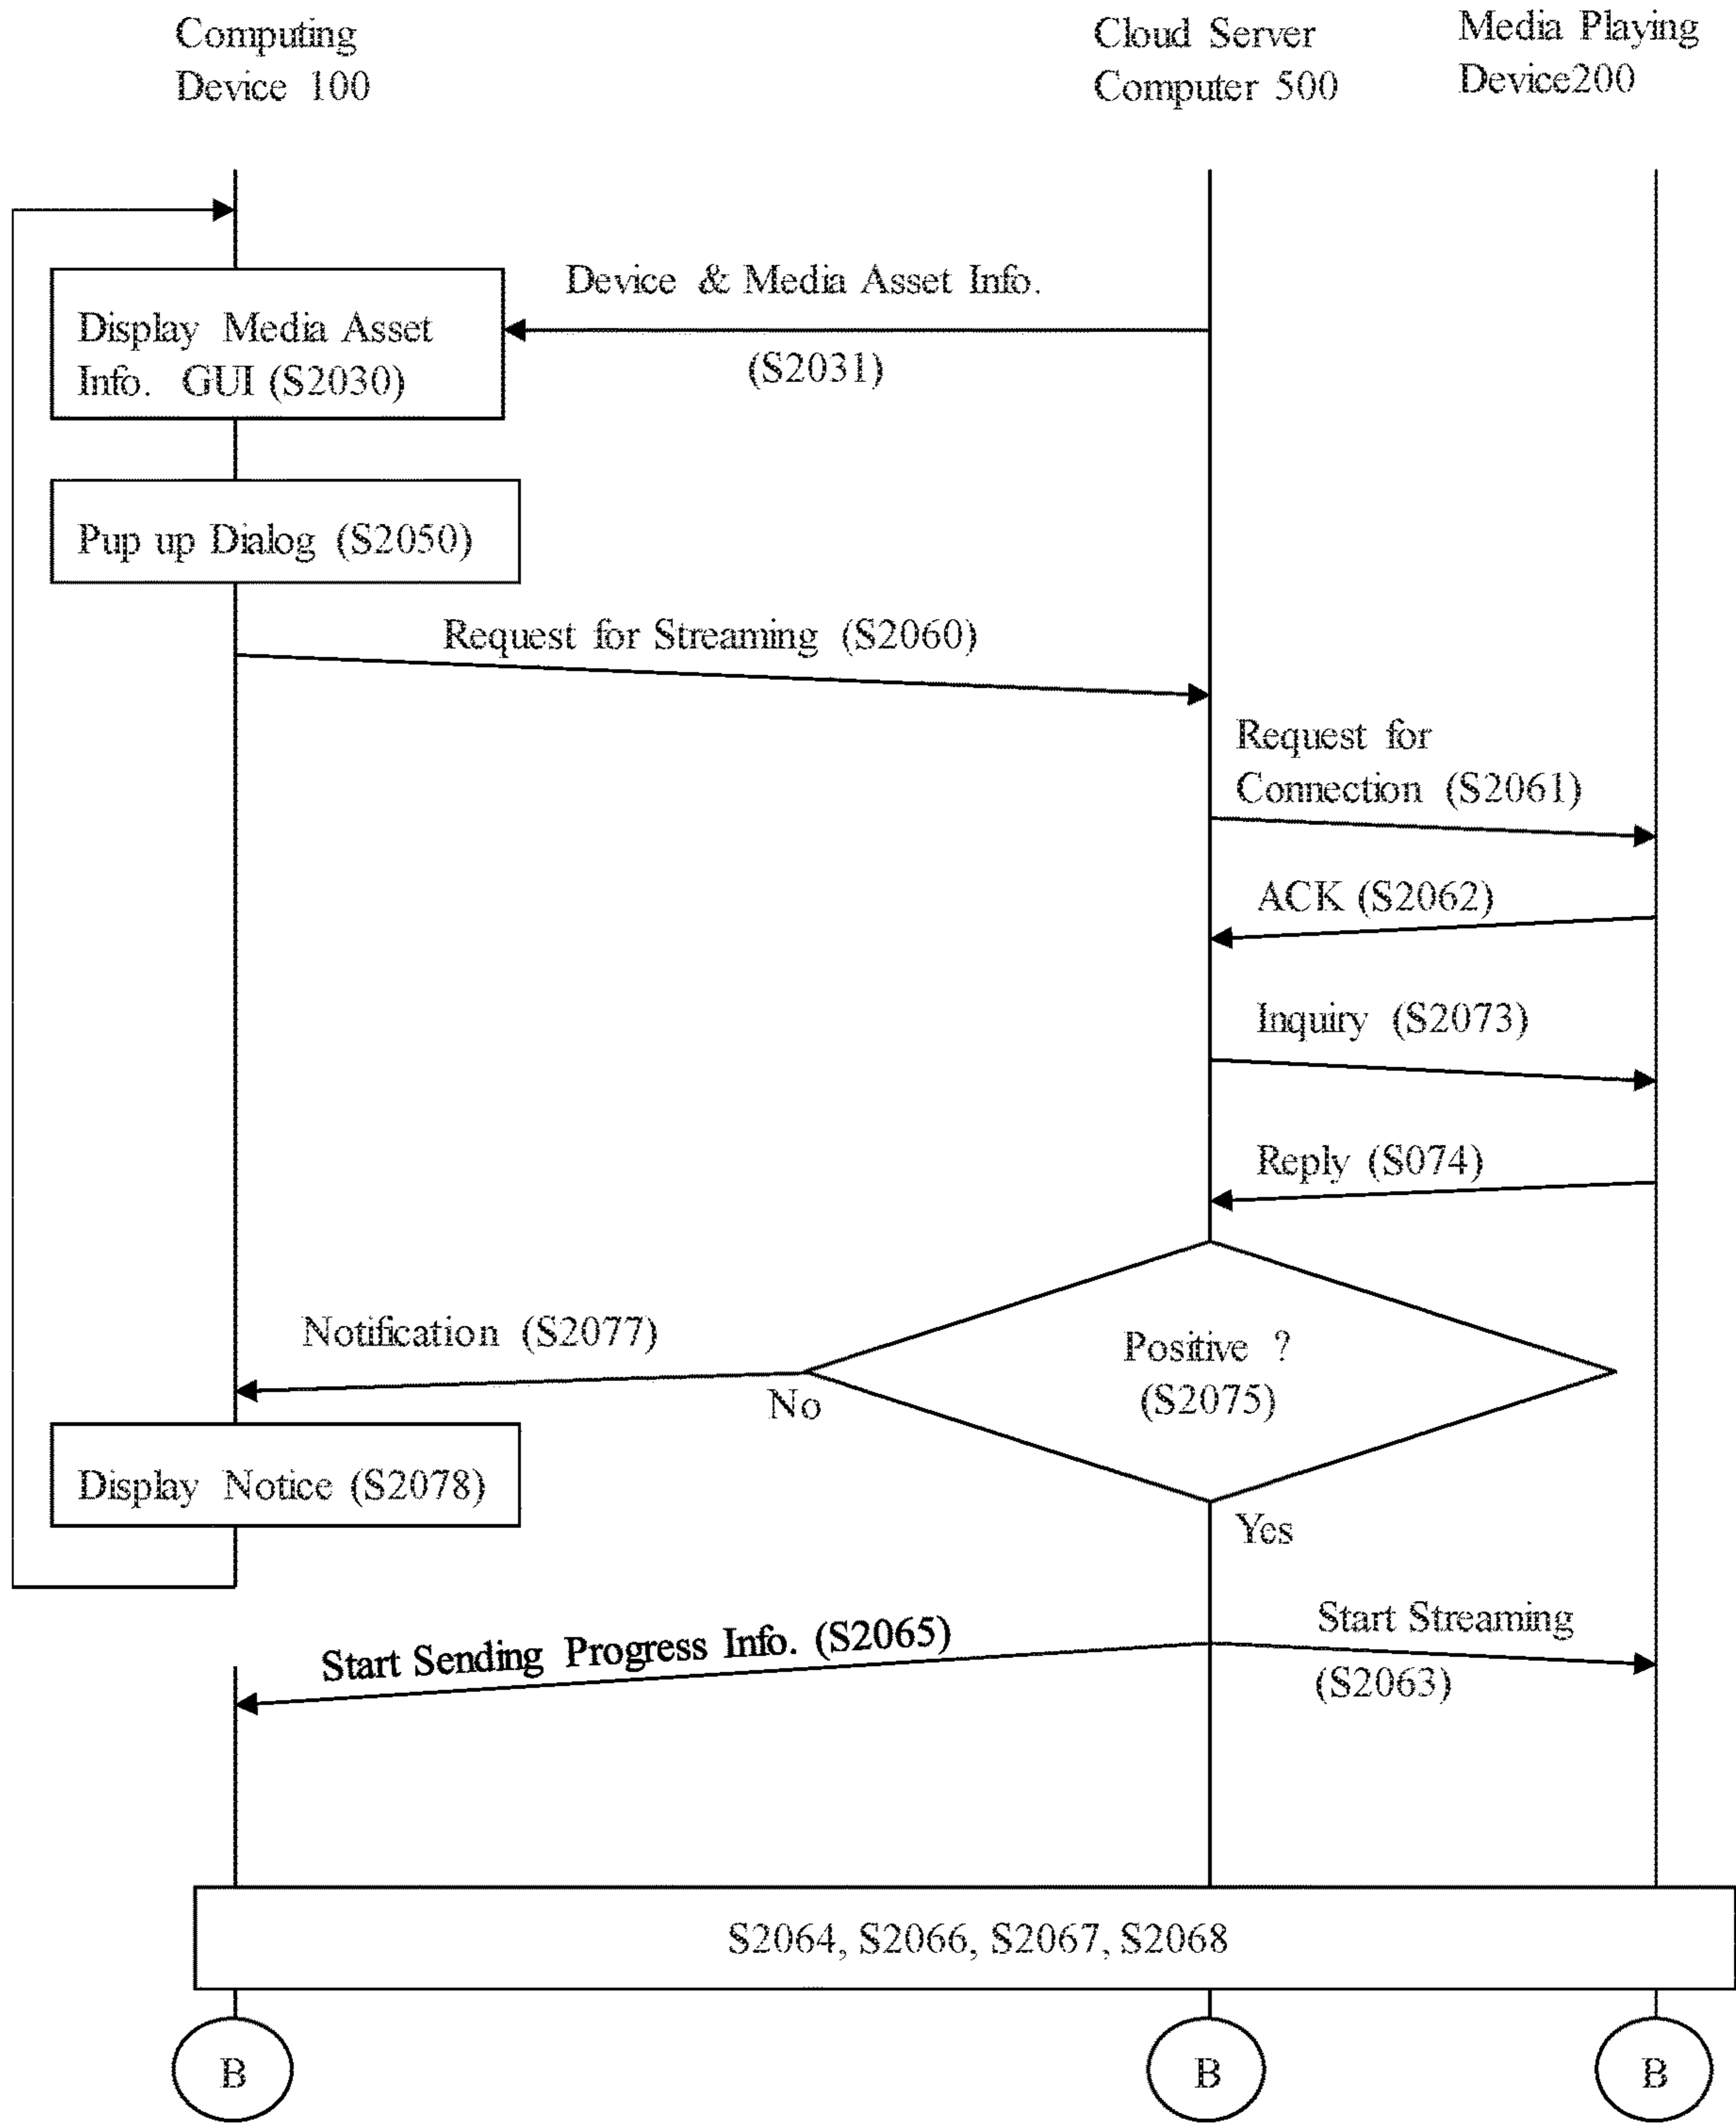 Computing
Device 100
Cloud Server
Computer 500
Media Playing
Device200
Device & Media Asset Info.
(S2031)
Display Media Asset
Info. GUI (S2030)
Pup up Dialog (S2050)
Request for Streaming (S2060)
Request for
Connection (S2061)
ACK (S2062)
Inquiry (S2073)
Reply (S074)
Notification (S2077)
Positive ?
(S2075)
No
Display Notice (S2078)
Yes
Start Sending Progress Info. (S2065)
Start Streaming
(S2063)
S2064, S2066, S2067, S2068
B
B
B